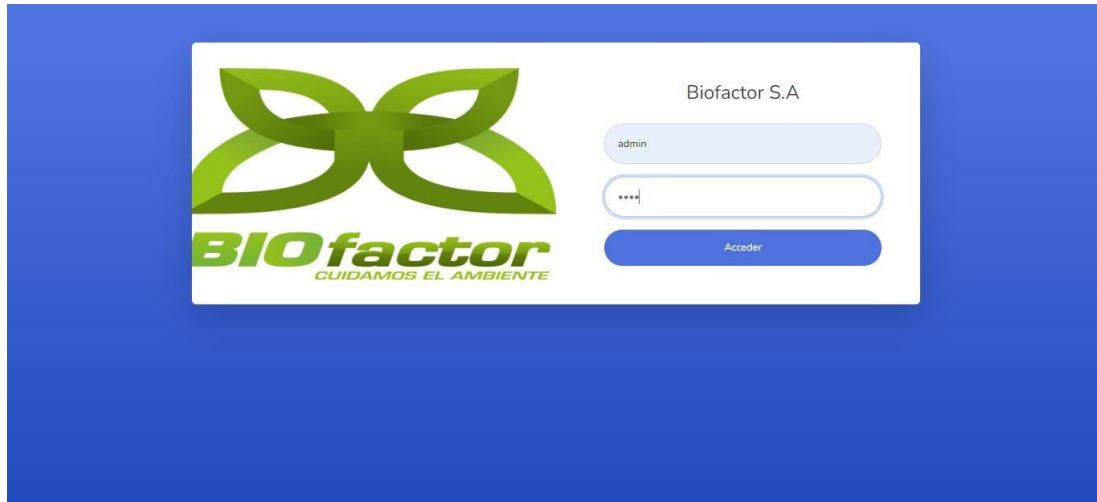 BIOfactor
CUIDAMOS EL AMBIENTE
Biofactor S.A
admin
••••
Acceder